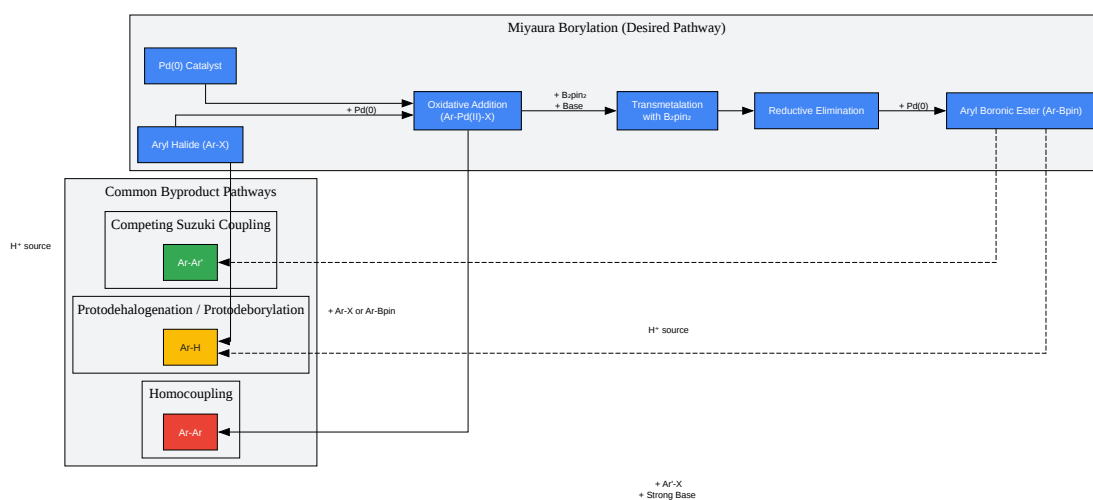 Miyaura Borylation (Desired Pathway)
Pd(0) Catalyst
+ Pd(0)
Aryl Halide (Ar-X)
Oxidative Addition
(Ar-Pd(II)-X)
+ B₂pin₂
+ Base
Transmetalation
with B₂pin₂
Reductive Elimination
+ Pd(0)
Aryl Boronic Ester (Ar-Bpin)
Common Byproduct Pathways
Competing Suzuki Coupling
Ar-Ar'
H⁺ source
Protodehalogenation / Protodeborylation
Ar-H
+ Ar-X or Ar-Bpin
H⁺ source
Homocoupling
Ar-Ar
+ Ar'-X
+ Strong Base